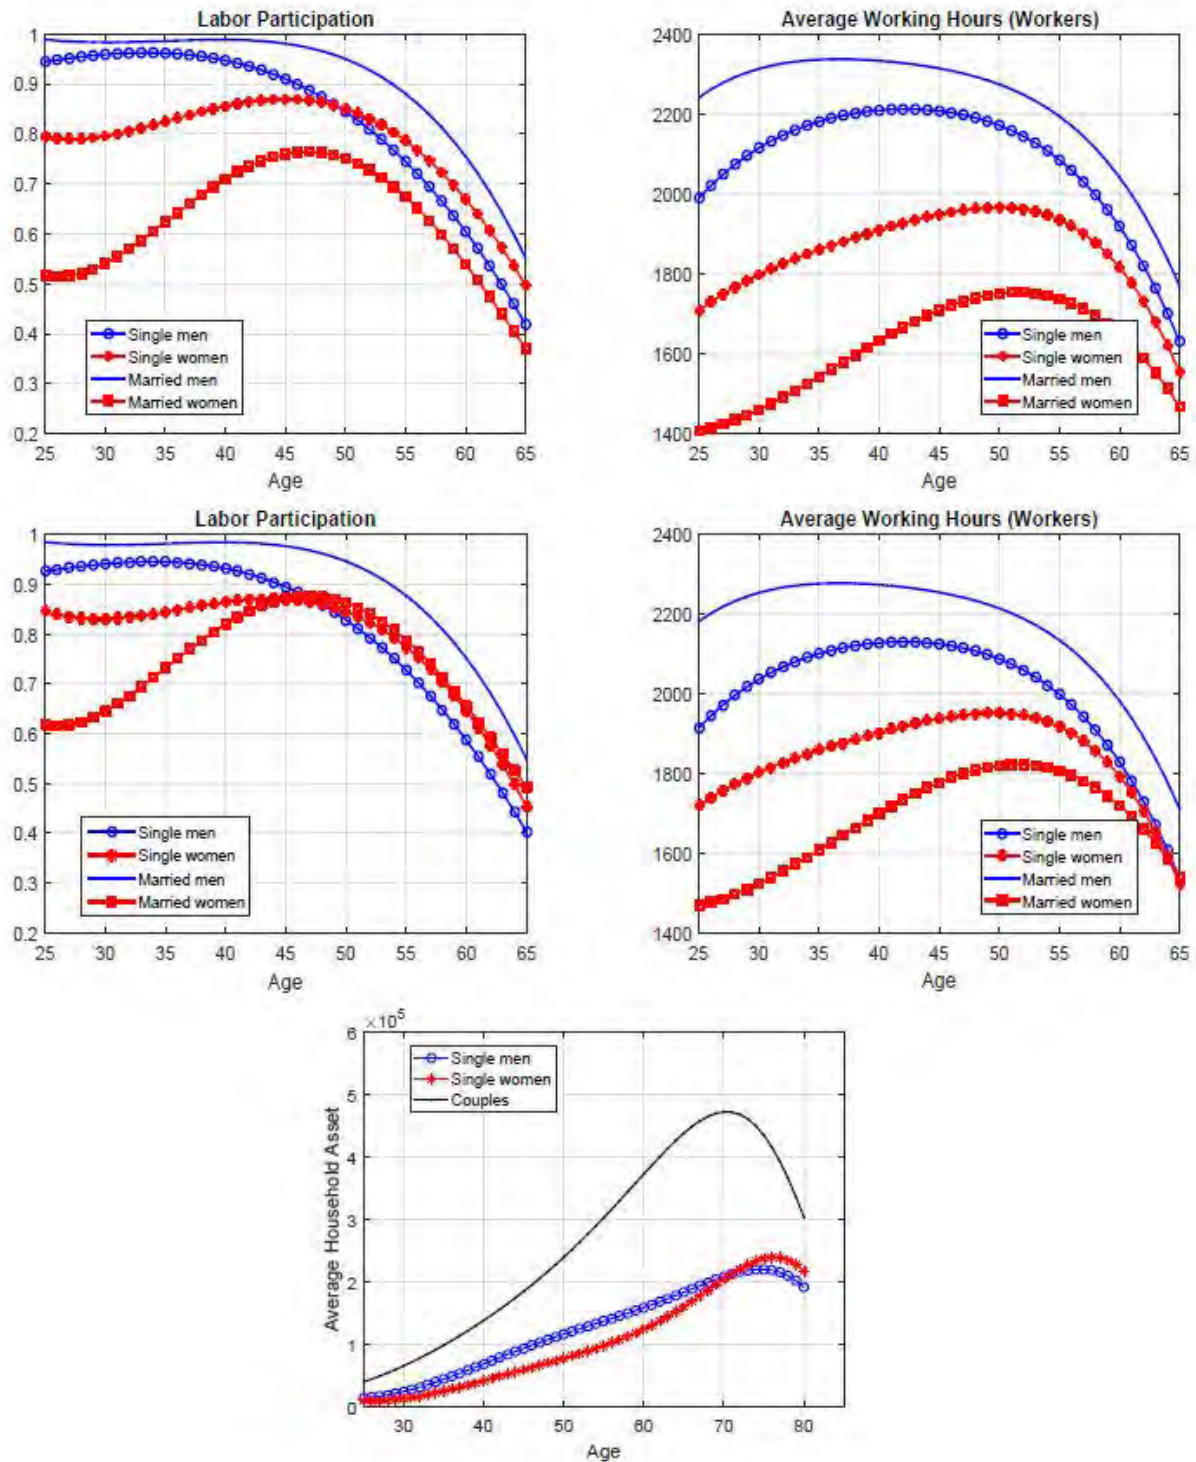 Labor Participation
1
0.9
0.8
0.7
0.6
0.5
0.4
0.3
0.2
Single men
Single women
Married men
Married women
25 30 35 40 45 50 55 60 65
Age
Average Working Hours (Workers)
2400
2200
2000
1800
1600
1400
Single men
Single women
Married men
Married women
25 30 35 40 45 50 55 60 65
Age
Labor Participation
1
0.9
0.8
0.7
0.6
0.5
0.4
0.3
0.2
Single men
Single women
Married men
Married women
25 30 35 40 45 50 55 60 65
Age
Average Working Hours (Workers)
2400
2200
2000
1800
1600
1400
Single men
Single women
Married men
Married women
25 30 35 40 45 50 55 60 65
Age
×10⁵
6
5
4
3
2
1
0
Average Household Asset
Single men
Single women
Couples
30 40 50 60 70 80
Age